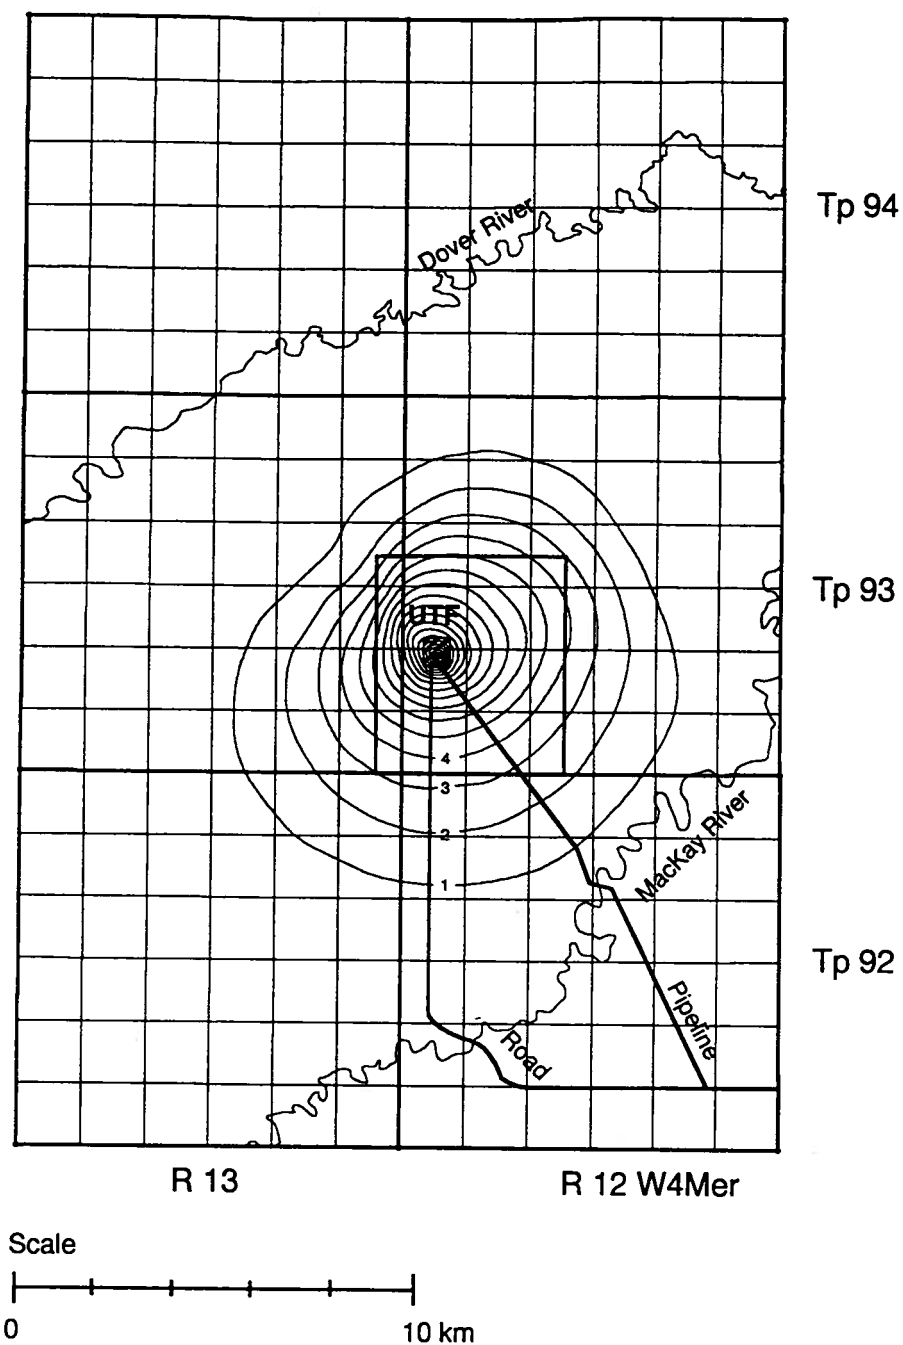 Tp 94
Dover River
Tp 93
UTF
4
3
2
1
MacKay River
Tp 92
Pipeline
Road
R 13
R 12 W4Mer
Scale
0
10 km